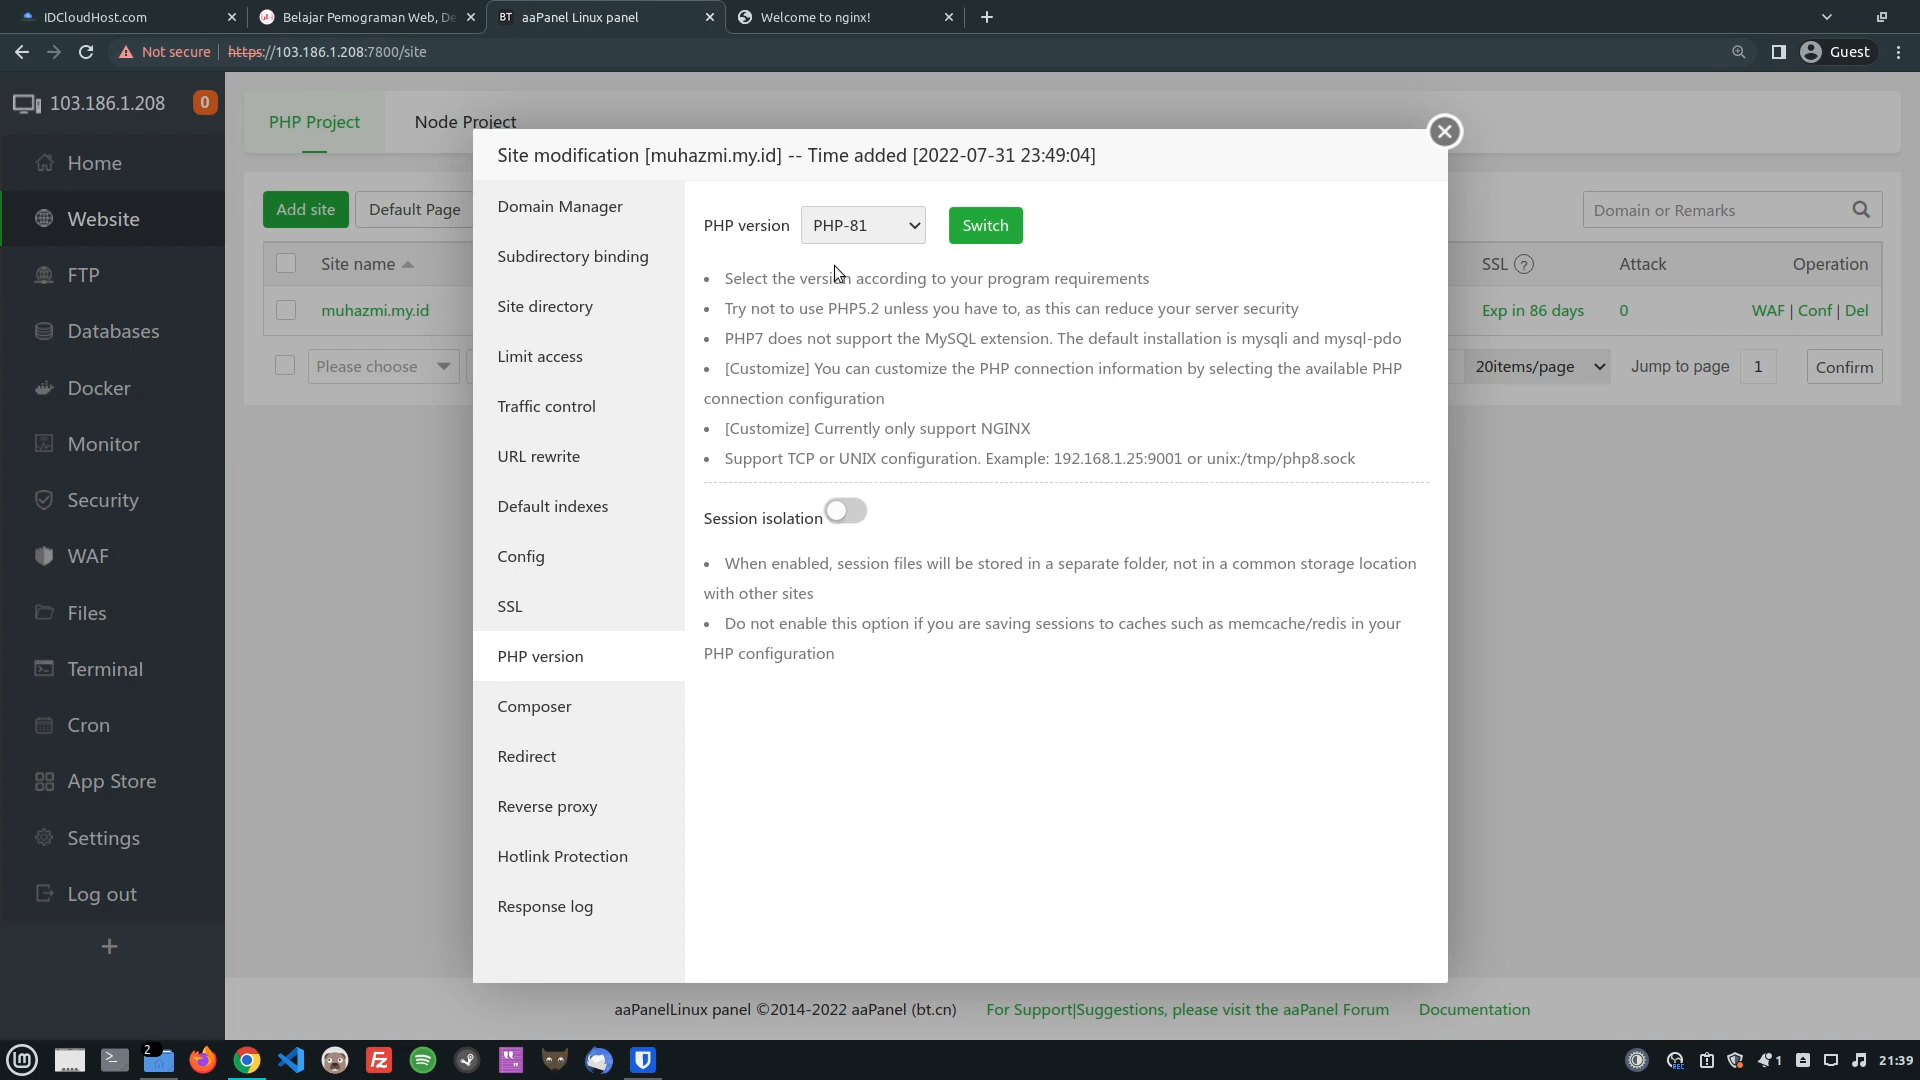 IDCloudHost.com
Belajar Pemograman Web, De
BT aaPanel Linux panel
Welcome to nginx!
Not secure https://103.186.1.208:7800/site
Guest
103.186.1.208
0
Home
Website
FTP
Databases
Docker
Monitor
Security
WAF
Files
Terminal
Cron
App Store
Settings
Log out
PHP Project
Node Project
Add site
Default Page
Domain or Remarks
Site name
SSL ?
Attack
Operation
muhazmi.my.id
Exp in 86 days
0
WAF | Conf | Del
Please choose
20items/page
Jump to page
1
Confirm
Site modification [muhazmi.my.id] -- Time added [2022-07-31 23:49:04]
Domain Manager
Subdirectory binding
Site directory
Limit access
Traffic control
URL rewrite
Default indexes
Config
SSL
PHP version
Composer
Redirect
Reverse proxy
Hotlink Protection
Response log
PHP version PHP-81 Switch
• Select the version according to your program requirements
• Try not to use PHP5.2 unless you have to, as this can reduce your server security
• PHP7 does not support the MySQL extension. The default installation is mysqli and mysql-pdo
• [Customize] You can customize the PHP connection information by selecting the available PHP
connection configuration
• [Customize] Currently only support NGINX
• Support TCP or UNIX configuration. Example: 192.168.1.25:9001 or unix:/tmp/php8.sock
Session isolation
• When enabled, session files will be stored in a separate folder, not in a common storage location
with other sites
• Do not enable this option if you are saving sessions to caches such as memcache/redis in your
PHP configuration
aaPanelLinux panel ©2014-2022 aaPanel (bt.cn)
For Support|Suggestions, please visit the aaPanel Forum
Documentation
2
REC
1
21:39